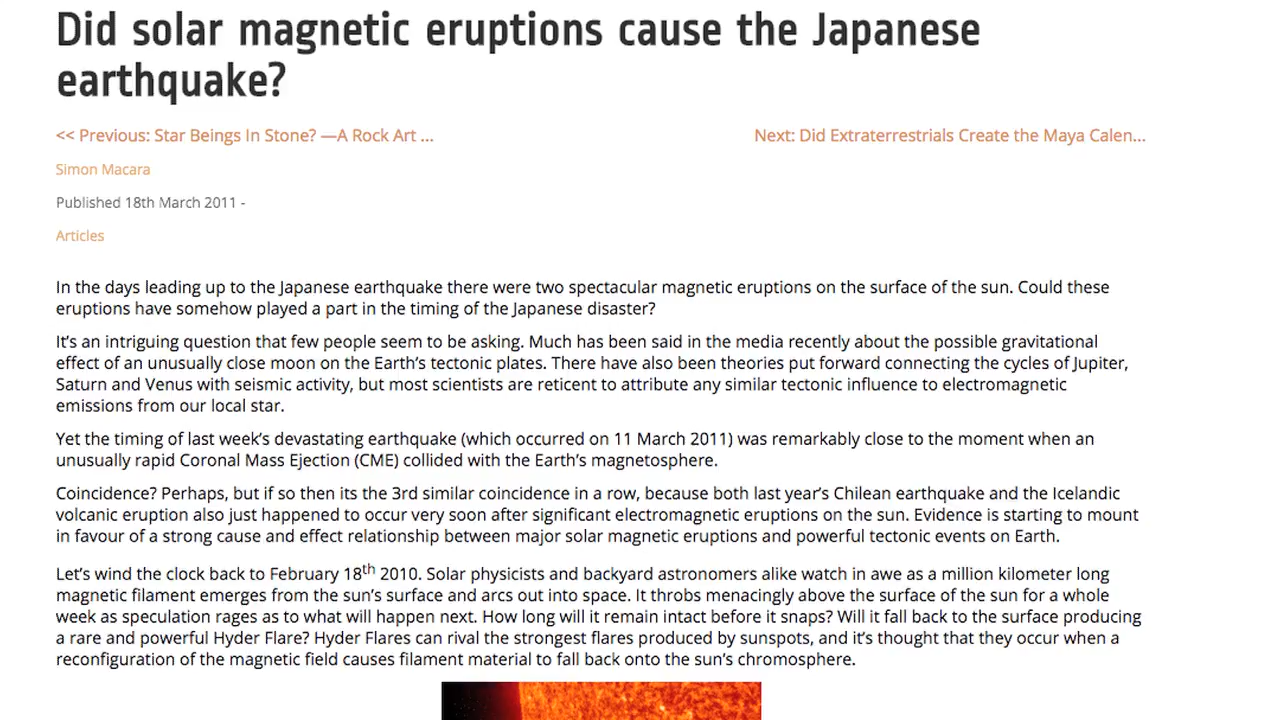 Did solar magnetic eruptions cause the Japanese
earthquake?
<< Previous: Star Beings In Stone? —A Rock Art ...
Next: Did Extraterrestrials Create the Maya Calen...
Simon Macara
Published 18th March 2011 -
Articles
In the days leading up to the Japanese earthquake there were two spectacular magnetic eruptions on the surface of the sun. Could these
eruptions have somehow played a part in the timing of the Japanese disaster?
It's an intriguing question that few people seem to be asking. Much has been said in the media recently about the possible gravitational
effect of an unusually close moon on the Earth's tectonic plates. There have also been theories put forward connecting the cycles of Jupiter,
Saturn and Venus with seismic activity, but most scientists are reticent to attribute any similar tectonic influence to electromagnetic
emissions from our local star.
Yet the timing of last week's devastating earthquake (which occurred on 11 March 2011) was remarkably close to the moment when an
unusually rapid Coronal Mass Ejection (CME) collided with the Earth's magnetosphere.
Coincidence? Perhaps, but if so then its the 3rd similar coincidence in a row, because both last year's Chilean earthquake and the Icelandic
volcanic eruption also just happened to occur very soon after significant electromagnetic eruptions on the sun. Evidence is starting to mount
in favour of a strong cause and effect relationship between major solar magnetic eruptions and powerful tectonic events on Earth.
Let's wind the clock back to February 18th 2010. Solar physicists and backyard astronomers alike watch in awe as a million kilometer long
magnetic filament emerges from the sun's surface and arcs out into space. It throbs menacingly above the surface of the sun for a whole
week as speculation rages as to what will happen next. How long will it remain intact before it snaps? Will it fall back to the surface producing
a rare and powerful Hyder Flare? Hyder Flares can rival the strongest flares produced by sunspots, and it's thought that they occur when a
reconfiguration of the magnetic field causes filament material to fall back onto the sun's chromosphere.